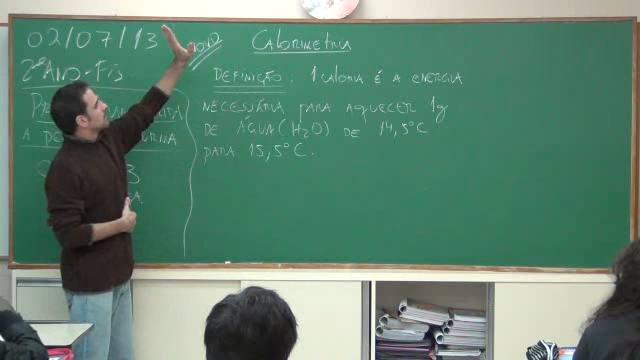 02/07/13
2º Ano - Fís
Calorimetria
Definição: 1 caloria é a energia
necessária para aquecer 1g
de água (H2O) de 14,5°C
para 15,5°C.